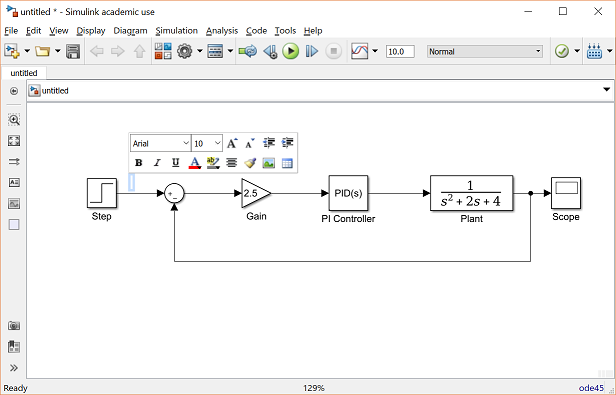 untitled * - Simulink academic use
File Edit View Display Diagram Simulation Analysis Code Tools Help
10.0 Normal
untitled
untitled
Arial 10 A A
B I U A ab
+
_
2.5
PID(s)
1
s² + 2s + 4
Step Gain PI Controller Plant Scope
Ready 129% ode45